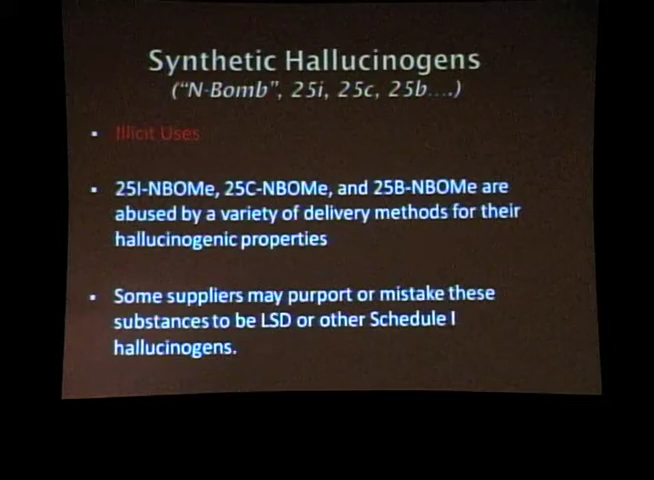 Synthetic Hallucinogens
("N-Bomb", 25i, 25c, 25b....)
▪ Illicit Uses
▪ 25I-NBOMe, 25C-NBOMe, and 25B-NBOMe are
abused by a variety of delivery methods for their
hallucinogenic properties
▪ Some suppliers may purport or mistake these
substances to be LSD or other Schedule I
hallucinogens.